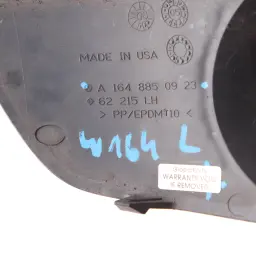 MADE IN USA
A 164 885 09 23
62 215 LH
> PP/EPDM T10 <
W164 L
WARRANTY VOID
IF REMOVED